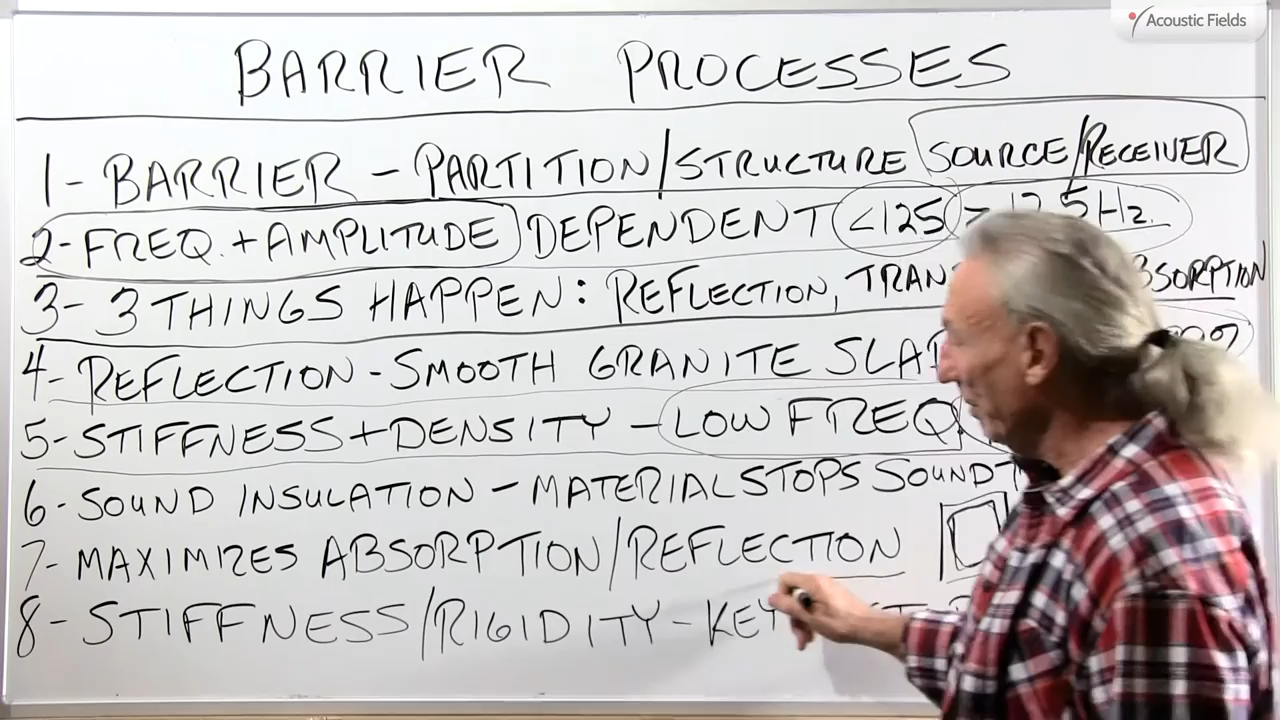 Acoustic Fields
BARRIER PROCESSES
1- BARRIER - PARTITION/STRUCTURE SOURCE/RECEIVER
2- FREQ. + AMPLITUDE DEPENDENT <125
3- 3 THINGS HAPPEN: REFLECTION,
4- REFLECTION - SMOOTH GRANITE
5- STIFFNESS + DENSITY - LOW FREQ
6- SOUND INSULATION - MATERIAL STOPS SOUND
7- MAXIMIZES ABSORPTION/REFLECTION
8- STIFFNESS/RIGIDITY - KEY